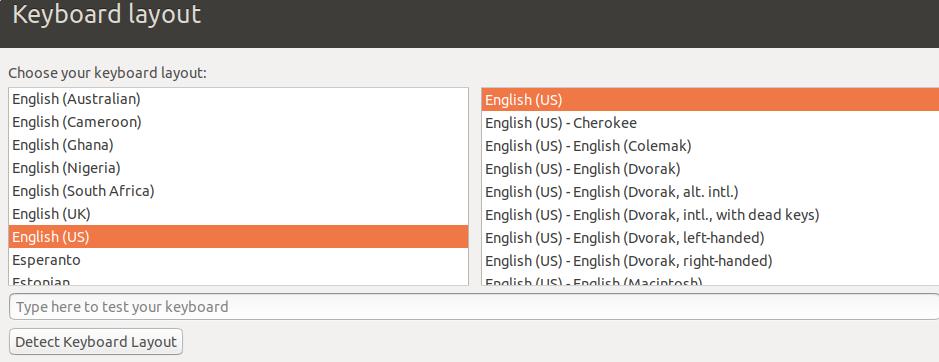 Keyboard layout
Choose your keyboard layout:
English (Australian)
English (Cameroon)
English (Ghana)
English (Nigeria)
English (South Africa)
English (UK)
English (US)
Esperanto
Estonian
English (US)
English (US) - Cherokee
English (US) - English (Colemak)
English (US) - English (Dvorak)
English (US) - English (Dvorak, alt. intl.)
English (US) - English (Dvorak, intl., with dead keys)
English (US) - English (Dvorak, left-handed)
English (US) - English (Dvorak, right-handed)
English (US) - English (Macintosh)
Type here to test your keyboard
Detect Keyboard Layout